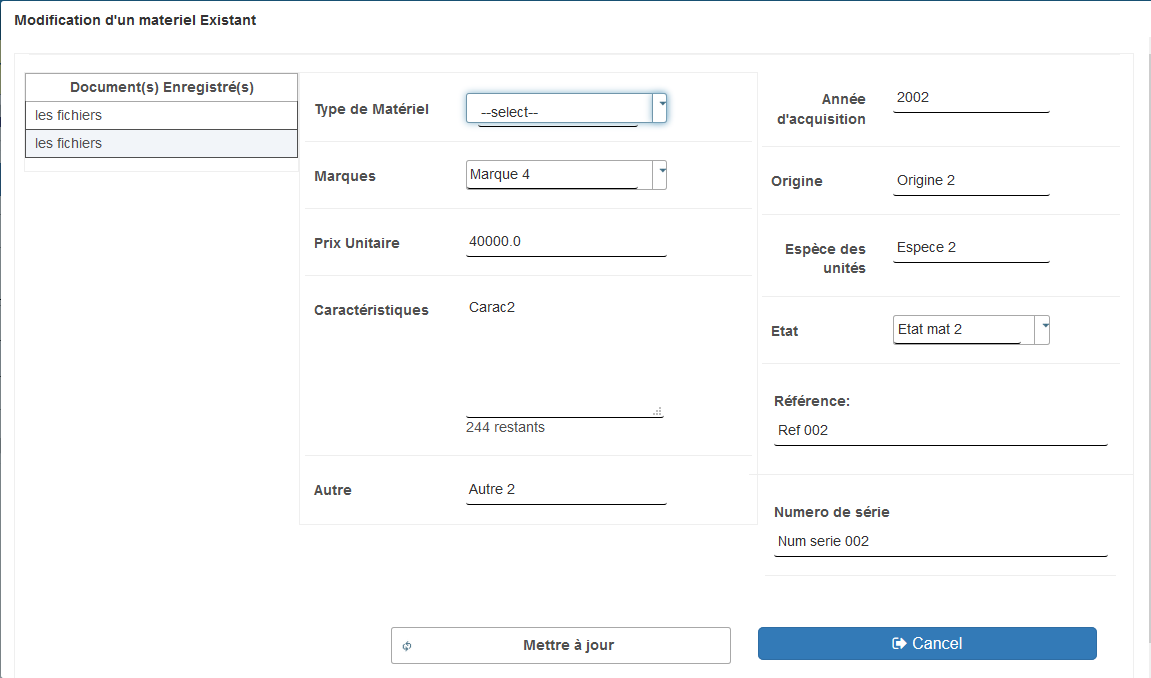 Modification d'un materiel Existant
Document(s) Enregistré(s)
les fichiers
les fichiers
Type de Matériel
--select--
Marques
Marque 4
Prix Unitaire
40000.0
Caractéristiques
Carac2
244 restants
Autre
Autre 2
Année
d'acquisition
2002
Origine
Origine 2
Espèce des
unités
Espece 2
Etat
Etat mat 2
Référence:
Ref 002
Numero de série
Num serie 002
Mettre à jour
Cancel